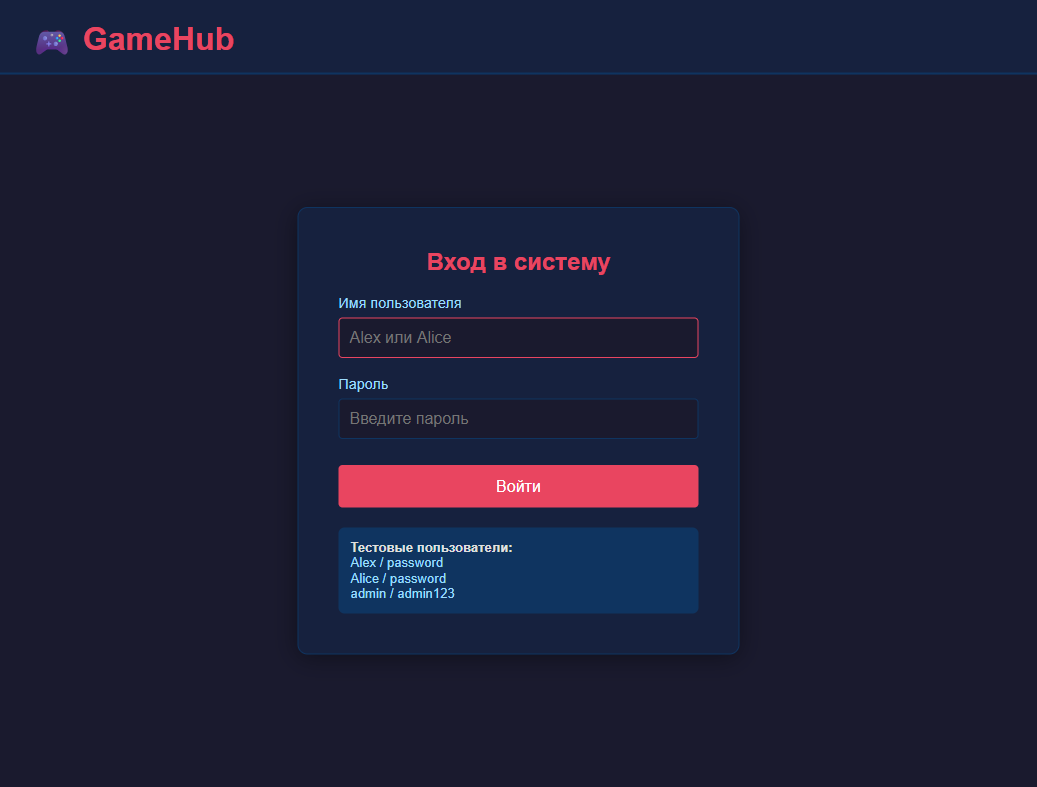 GameHub
Вход в систему
Имя пользователя
Alex или Alice
Пароль
Введите пароль
Войти
Тестовые пользователи:
Alex / password
Alice / password
admin / admin123